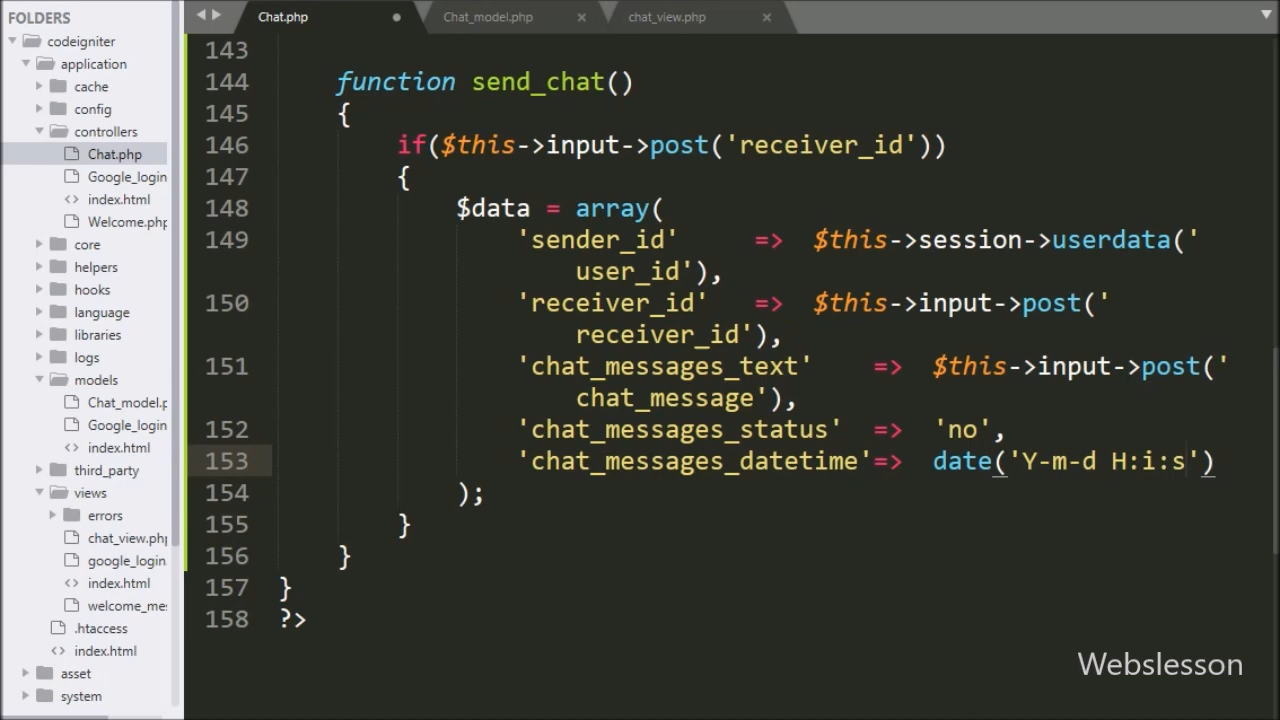 FOLDERS
codeigniter
application
cache
config
controllers
Chat.php
Google_login
index.html
Welcome.php
core
helpers
hooks
language
libraries
logs
models
Chat_model.p
Google_login
index.html
third_party
views
errors
chat_view.php
google_login.
index.html
welcome_mes
.htaccess
index.html
asset
system
Chat.php
Chat_model.php
chat_view.php
143
144 function send_chat()
145 {
146 if($this->input->post('receiver_id'))
147 {
148 $data = array(
149 'sender_id' => $this->session->userdata('
user_id'),
150 'receiver_id' => $this->input->post('
receiver_id'),
151 'chat_messages_text' => $this->input->post('
chat_message'),
152 'chat_messages_status' => 'no',
153 'chat_messages_datetime'=> date('Y-m-d H:i:s')
154 );
155 }
156 }
157 }
158 ?>
Webslesson